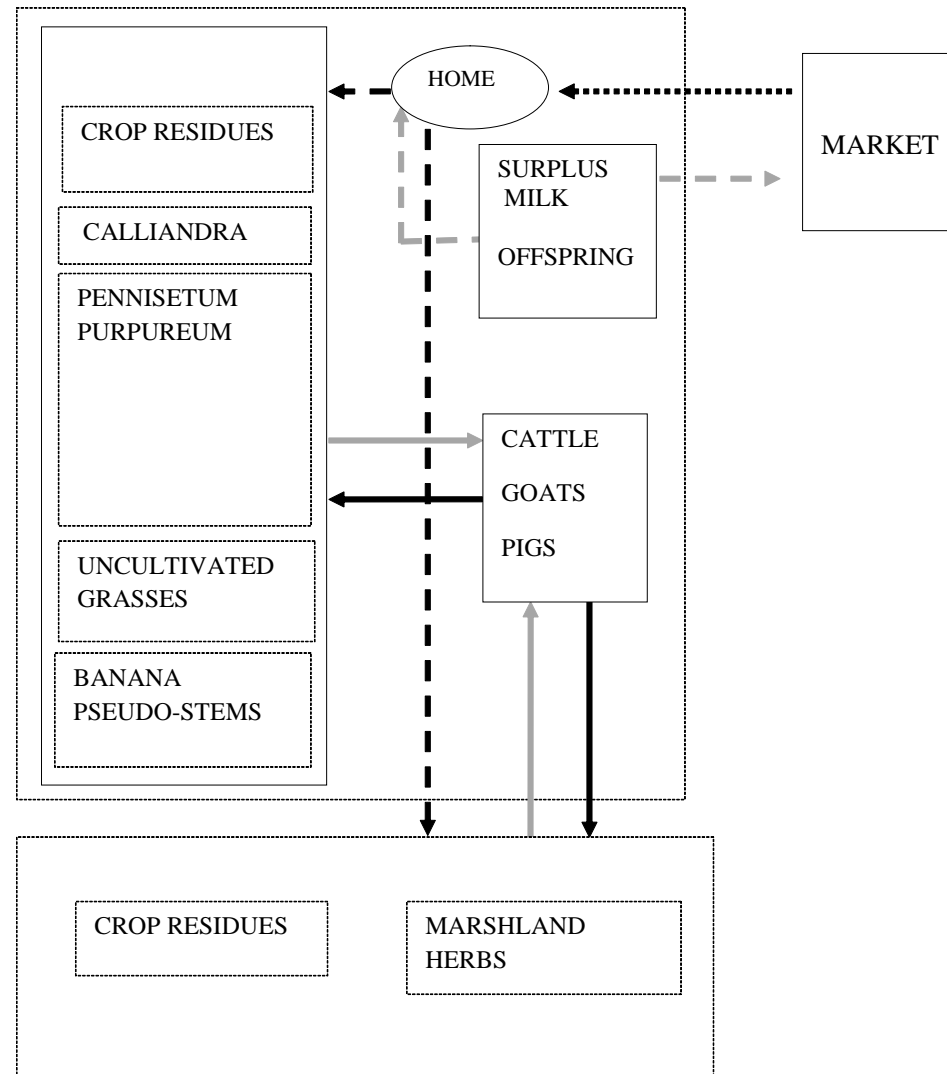 HOME
MARKET
CROP RESIDUES
SURPLUS
MILK
OFFSPRING
CALLIANDRA
PENNISETUM
PURPUREUM
CATTLE
GOATS
PIGS
UNCULTIVATED
GRASSES
BANANA
PSEUDO-STEMS
CROP RESIDUES
MARSHLAND
HERBS